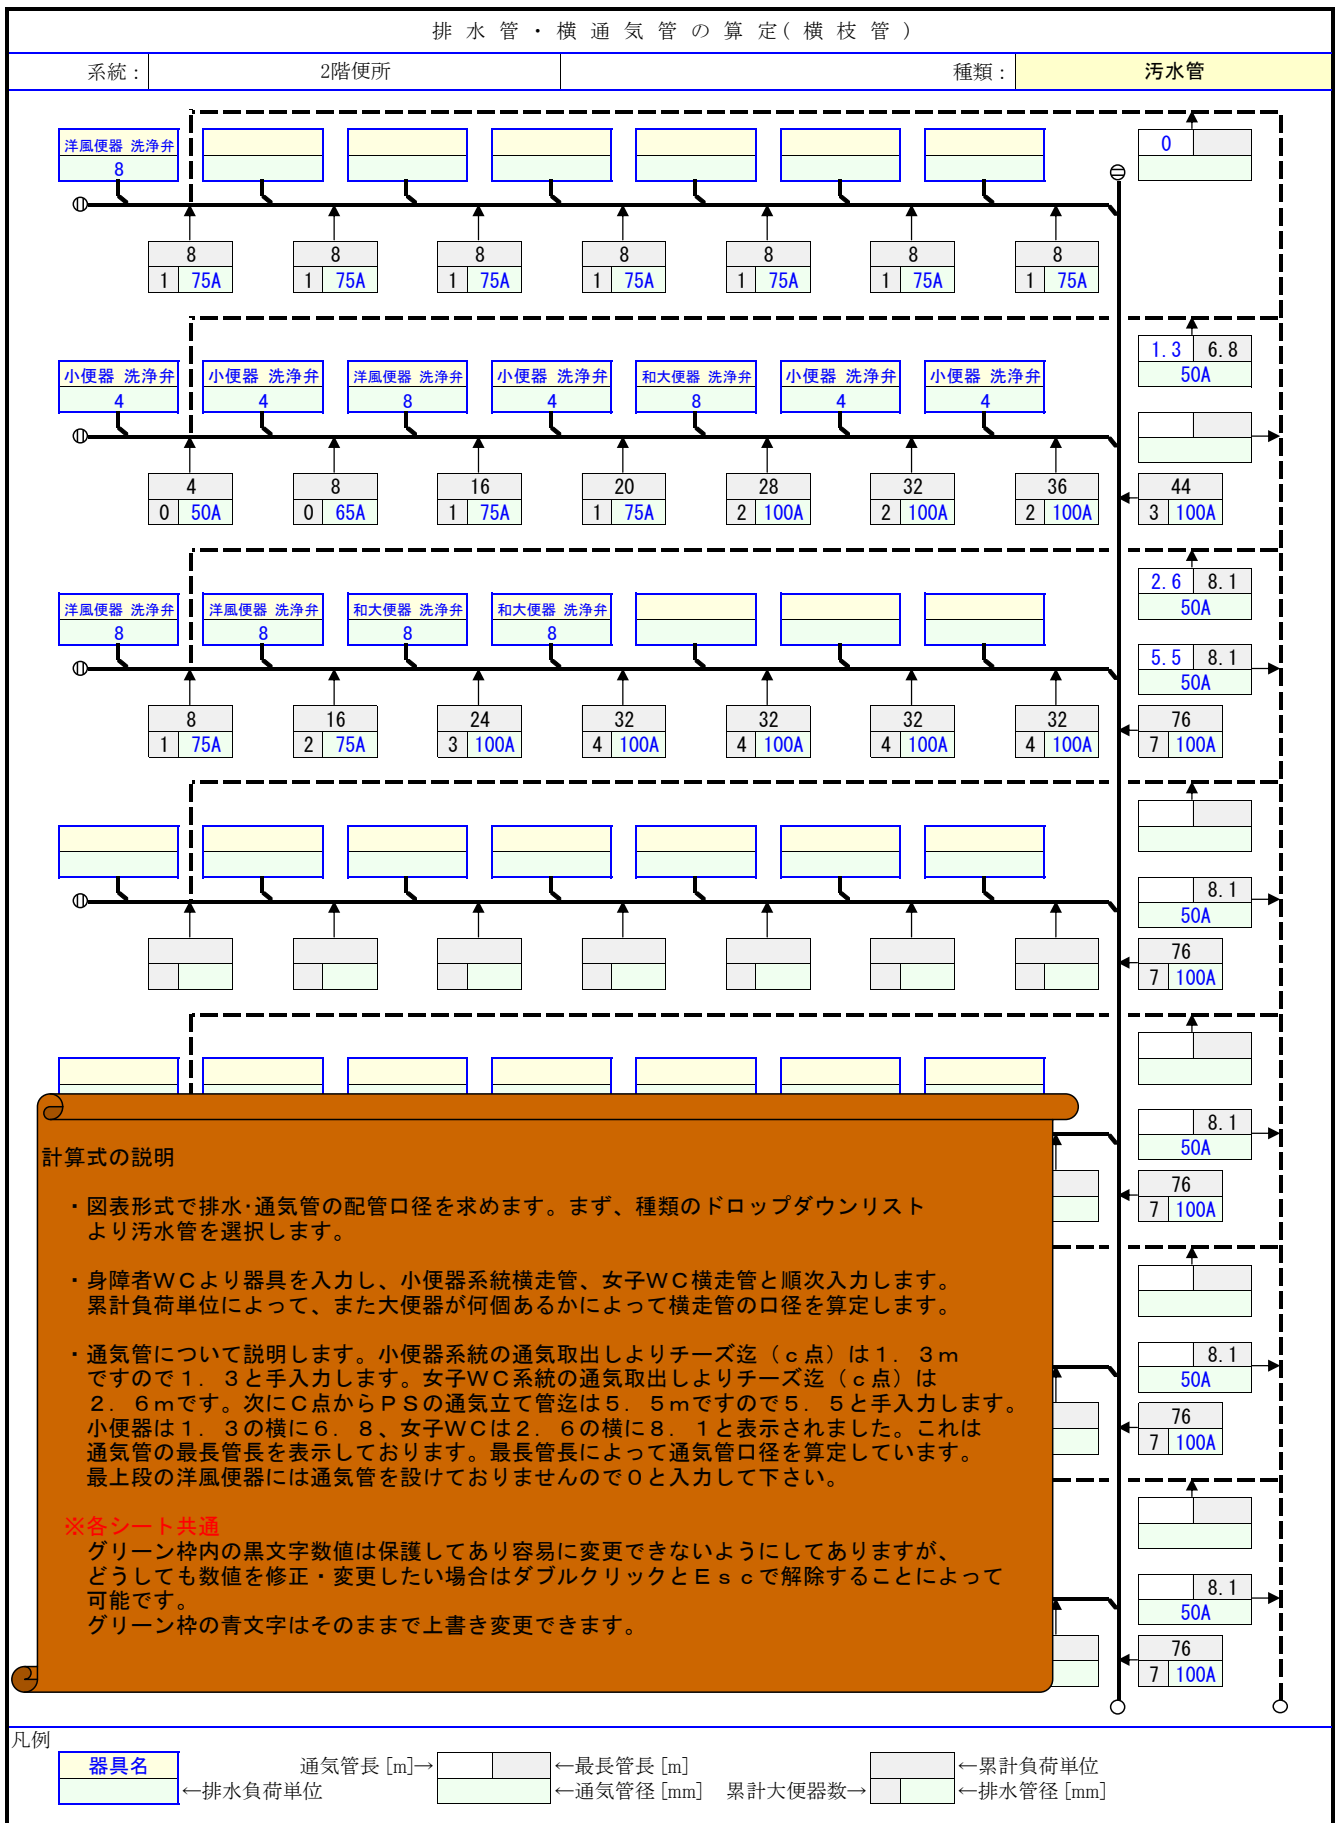 排 水 管 ・ 横 通 気 管 の 算 定( 横 枝 管 )
系統： 2階便所 種類： 汚水管
洋風便器 洗浄弁
8
0
8 8 8 8 8 8 8
1 75A 1 75A 1 75A 1 75A 1 75A 1 75A 1 75A
1.3 6.8
50A
小便器 洗浄弁 小便器 洗浄弁 洋風便器 洗浄弁 小便器 洗浄弁 和大便器 洗浄弁 小便器 洗浄弁 小便器 洗浄弁
4 4 8 4 8 4 4
4 8 16 20 28 32 36 44
0 50A 0 65A 1 75A 1 75A 2 100A 2 100A 2 100A 3 100A
2.6 8.1
50A
洋風便器 洗浄弁 洋風便器 洗浄弁 和大便器 洗浄弁 和大便器 洗浄弁
8 8 8 8
5.5 8.1
50A
8 16 24 32 32 32 32 76
1 75A 2 75A 3 100A 4 100A 4 100A 4 100A 4 100A 7 100A
8.1
50A
76
7 100A
8.1
50A
76
7 100A
8.1
50A
76
7 100A
8.1
50A
76
7 100A
計算式の説明
・図表形式で排水･通気管の配管口径を求めます。まず、種類のドロップダウンリスト
より汚水管を選択します。
・身障者ＷＣより器具を入力し、小便器系統横走管、女子ＷＣ横走管と順次入力します。
累計負荷単位によって、また大便器が何個あるかによって横走管の口径を算定します。
・通気管について説明します。小便器系統の通気取出しよりチーズ迄（ｃ点）は１．３ｍ
ですので１．３と手入力します。女子ＷＣ系統の通気取出しよりチーズ迄（ｃ点）は
２．６ｍです。次にＣ点からＰＳの通気立て管迄は５．５ｍですので５．５と手入力します。
小便器は１．３の横に６．８、女子ＷＣは２．６の横に８．１と表示されました。これは
通気管の最長管長を表示しております。最長管長によって通気管口径を算定しています。
最上段の洋風便器には通気管を設けておりませんので０と入力して下さい。
※各シート共通
グリーン枠内の黒文字数値は保護してあり容易に変更できないようにしてありますが、
どうしても数値を修正・変更したい場合はダブルクリックとＥｓｃで解除することによって
可能です。
グリーン枠の青文字はそのままで上書き変更できます。
凡例
器具名 通気管長[m]→ ←最長管長[m] ←累計負荷単位
←排水負荷単位 ←通気管径[mm] 累計大便器数→ ←排水管径[mm]